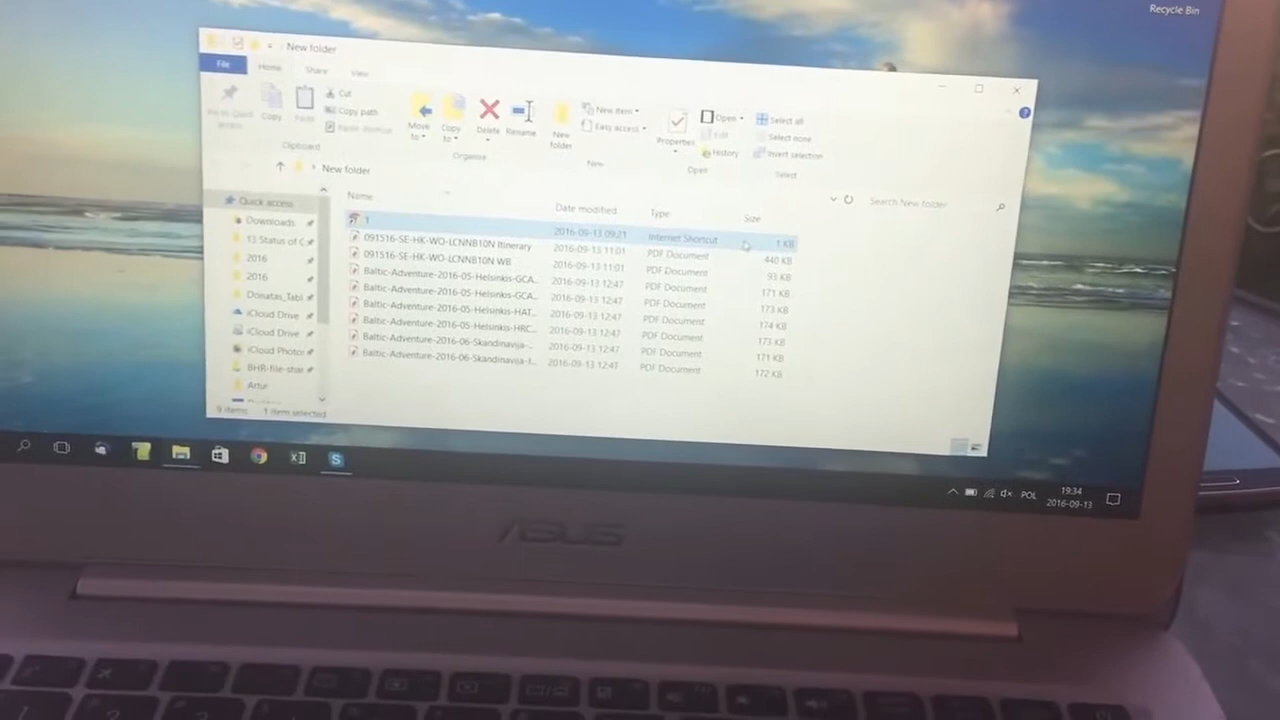 Recycle Bin
New folder
File Home Share View
Cut
Copy path
Copy
Paste
Clipboard
Move to
Copy to
Delete
Rename
Organise
New folder
New item
Easy access
New
Properties
Open
Edit
History
Open
Select all
Select none
Invert selection
Select
New folder
Search New folder
Name Date modified Type Size
1 2016-09-13 09:21 Internet Shortcut 1 KB
091516-SE-HK-WO-LCNNB10N Itinerary 2016-09-13 11:01 PDF Document 440 KB
091516-SE-HK-WO-LCNNB10N WB 2016-09-13 11:01 PDF Document 93 KB
Baltic-Adventure-2016-05-Helsinkis-GCA... 2016-09-13 12:47 PDF Document 171 KB
Baltic-Adventure-2016-05-Helsinkis-GCA... 2016-09-13 12:47 PDF Document 173 KB
Baltic-Adventure-2016-05-Helsinkis-HAT... 2016-09-13 12:47 PDF Document 174 KB
Baltic-Adventure-2016-05-Helsinkis-HRC... 2016-09-13 12:47 PDF Document 173 KB
Baltic-Adventure-2016-06-Skandinavija-... 2016-09-13 12:47 PDF Document 171 KB
Baltic-Adventure-2016-06-Skandinavija-I... 2016-09-13 12:47 PDF Document 172 KB
Quick access
Downloads
13 Status of C
2016
2016
Donatas_Tabl
iCloud Drive
iCloud Drive
iCloud Photos
BHR-file-shar
Artur
9 items 1 item selected
POL
19:34
2016-09-13
ASUS